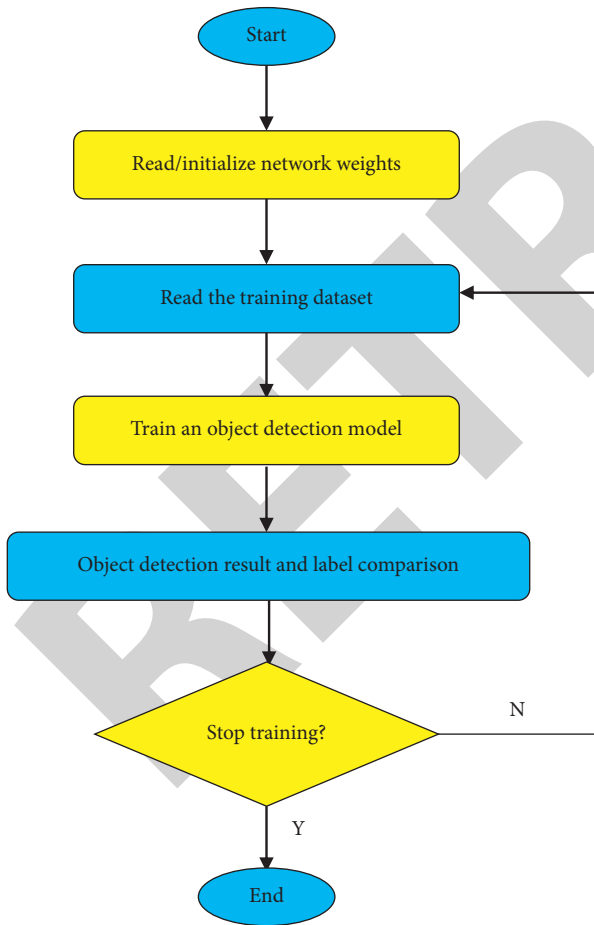 Start
Read/initialize network weights
Read the training dataset
Train an object detection model
Object detection result and label comparison
Stop training?
N
Y
End
RETR